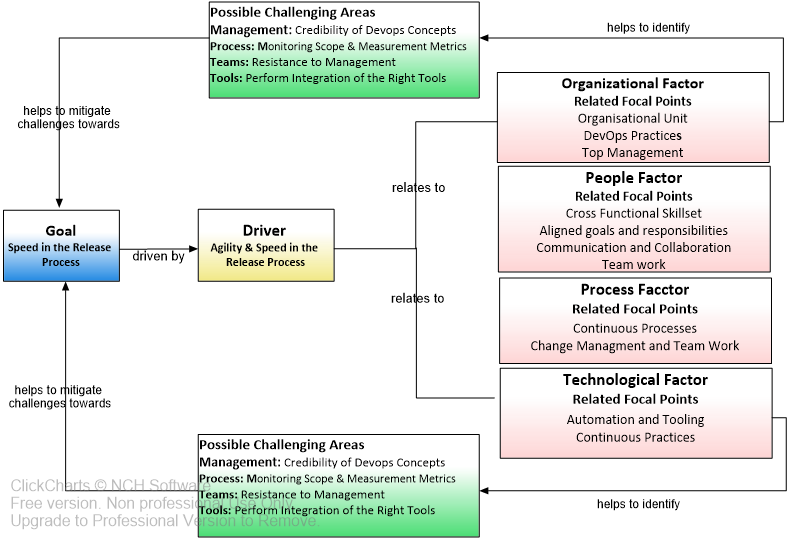 Possible Challenging Areas
Management: Credibility of Devops Concepts
Process: Monitoring Scope & Measurement Metrics
Teams: Resistance to Management
Tools: Perform Integration of the Right Tools
helps to identify
helps to mitigate
challenges towards
Organizational Factor
Related Focal Points
Organisational Unit
DevOps Practices
Top Management
relates to
People Factor
Related Focal Points
Cross Functional Skillset
Aligned goals and responsibilities
Communication and Collaboration
Team work
Goal
Speed in the Release
Process
driven by
Driver
Agility & Speed in the
Release Process
relates to
Process Facctor
Related Focal Points
Continuous Processes
Change Managment and Team Work
Technological Factor
Related Focal Points
Automation and Tooling
Continuous Practices
helps to mitigate
challenges towards
Possible Challenging Areas
Management: Credibility of Devops Concepts
Process: Monitoring Scope & Measurement Metrics
Teams: Resistance to Management
Tools: Perform Integration of the Right Tools
helps to identify
ClickCharts © NCH Software
Free version. Non professional Use Only.
Upgrade to Professional Version to Remove.